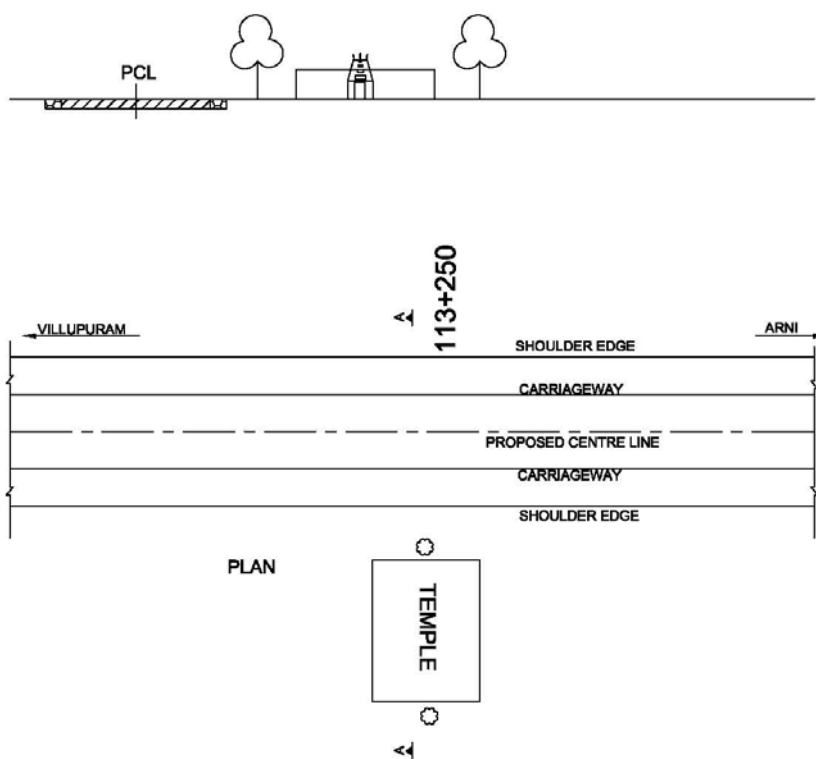 PCL
A
113+250
VILLUPURAM
ARNI
SHOULDER EDGE
CARRIAGEWAY
PROPOSED CENTRE LINE
CARRIAGEWAY
SHOULDER EDGE
PLAN
TEMPLE
A